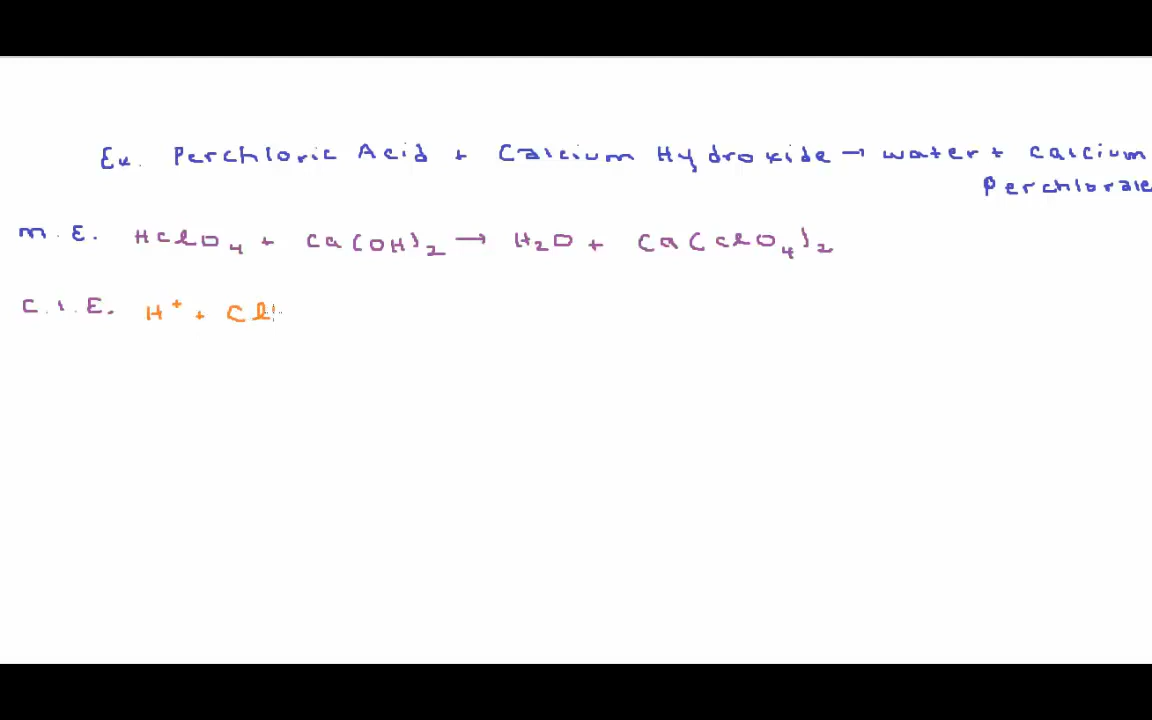 Ex. Perchloric Acid + Calcium Hydroxide → water + calcium
Perchlorate
M.E. HClO₄ + Ca(OH)₂ → H₂O + Ca(ClO₄)₂
C.I.E. H⁺ + Cl